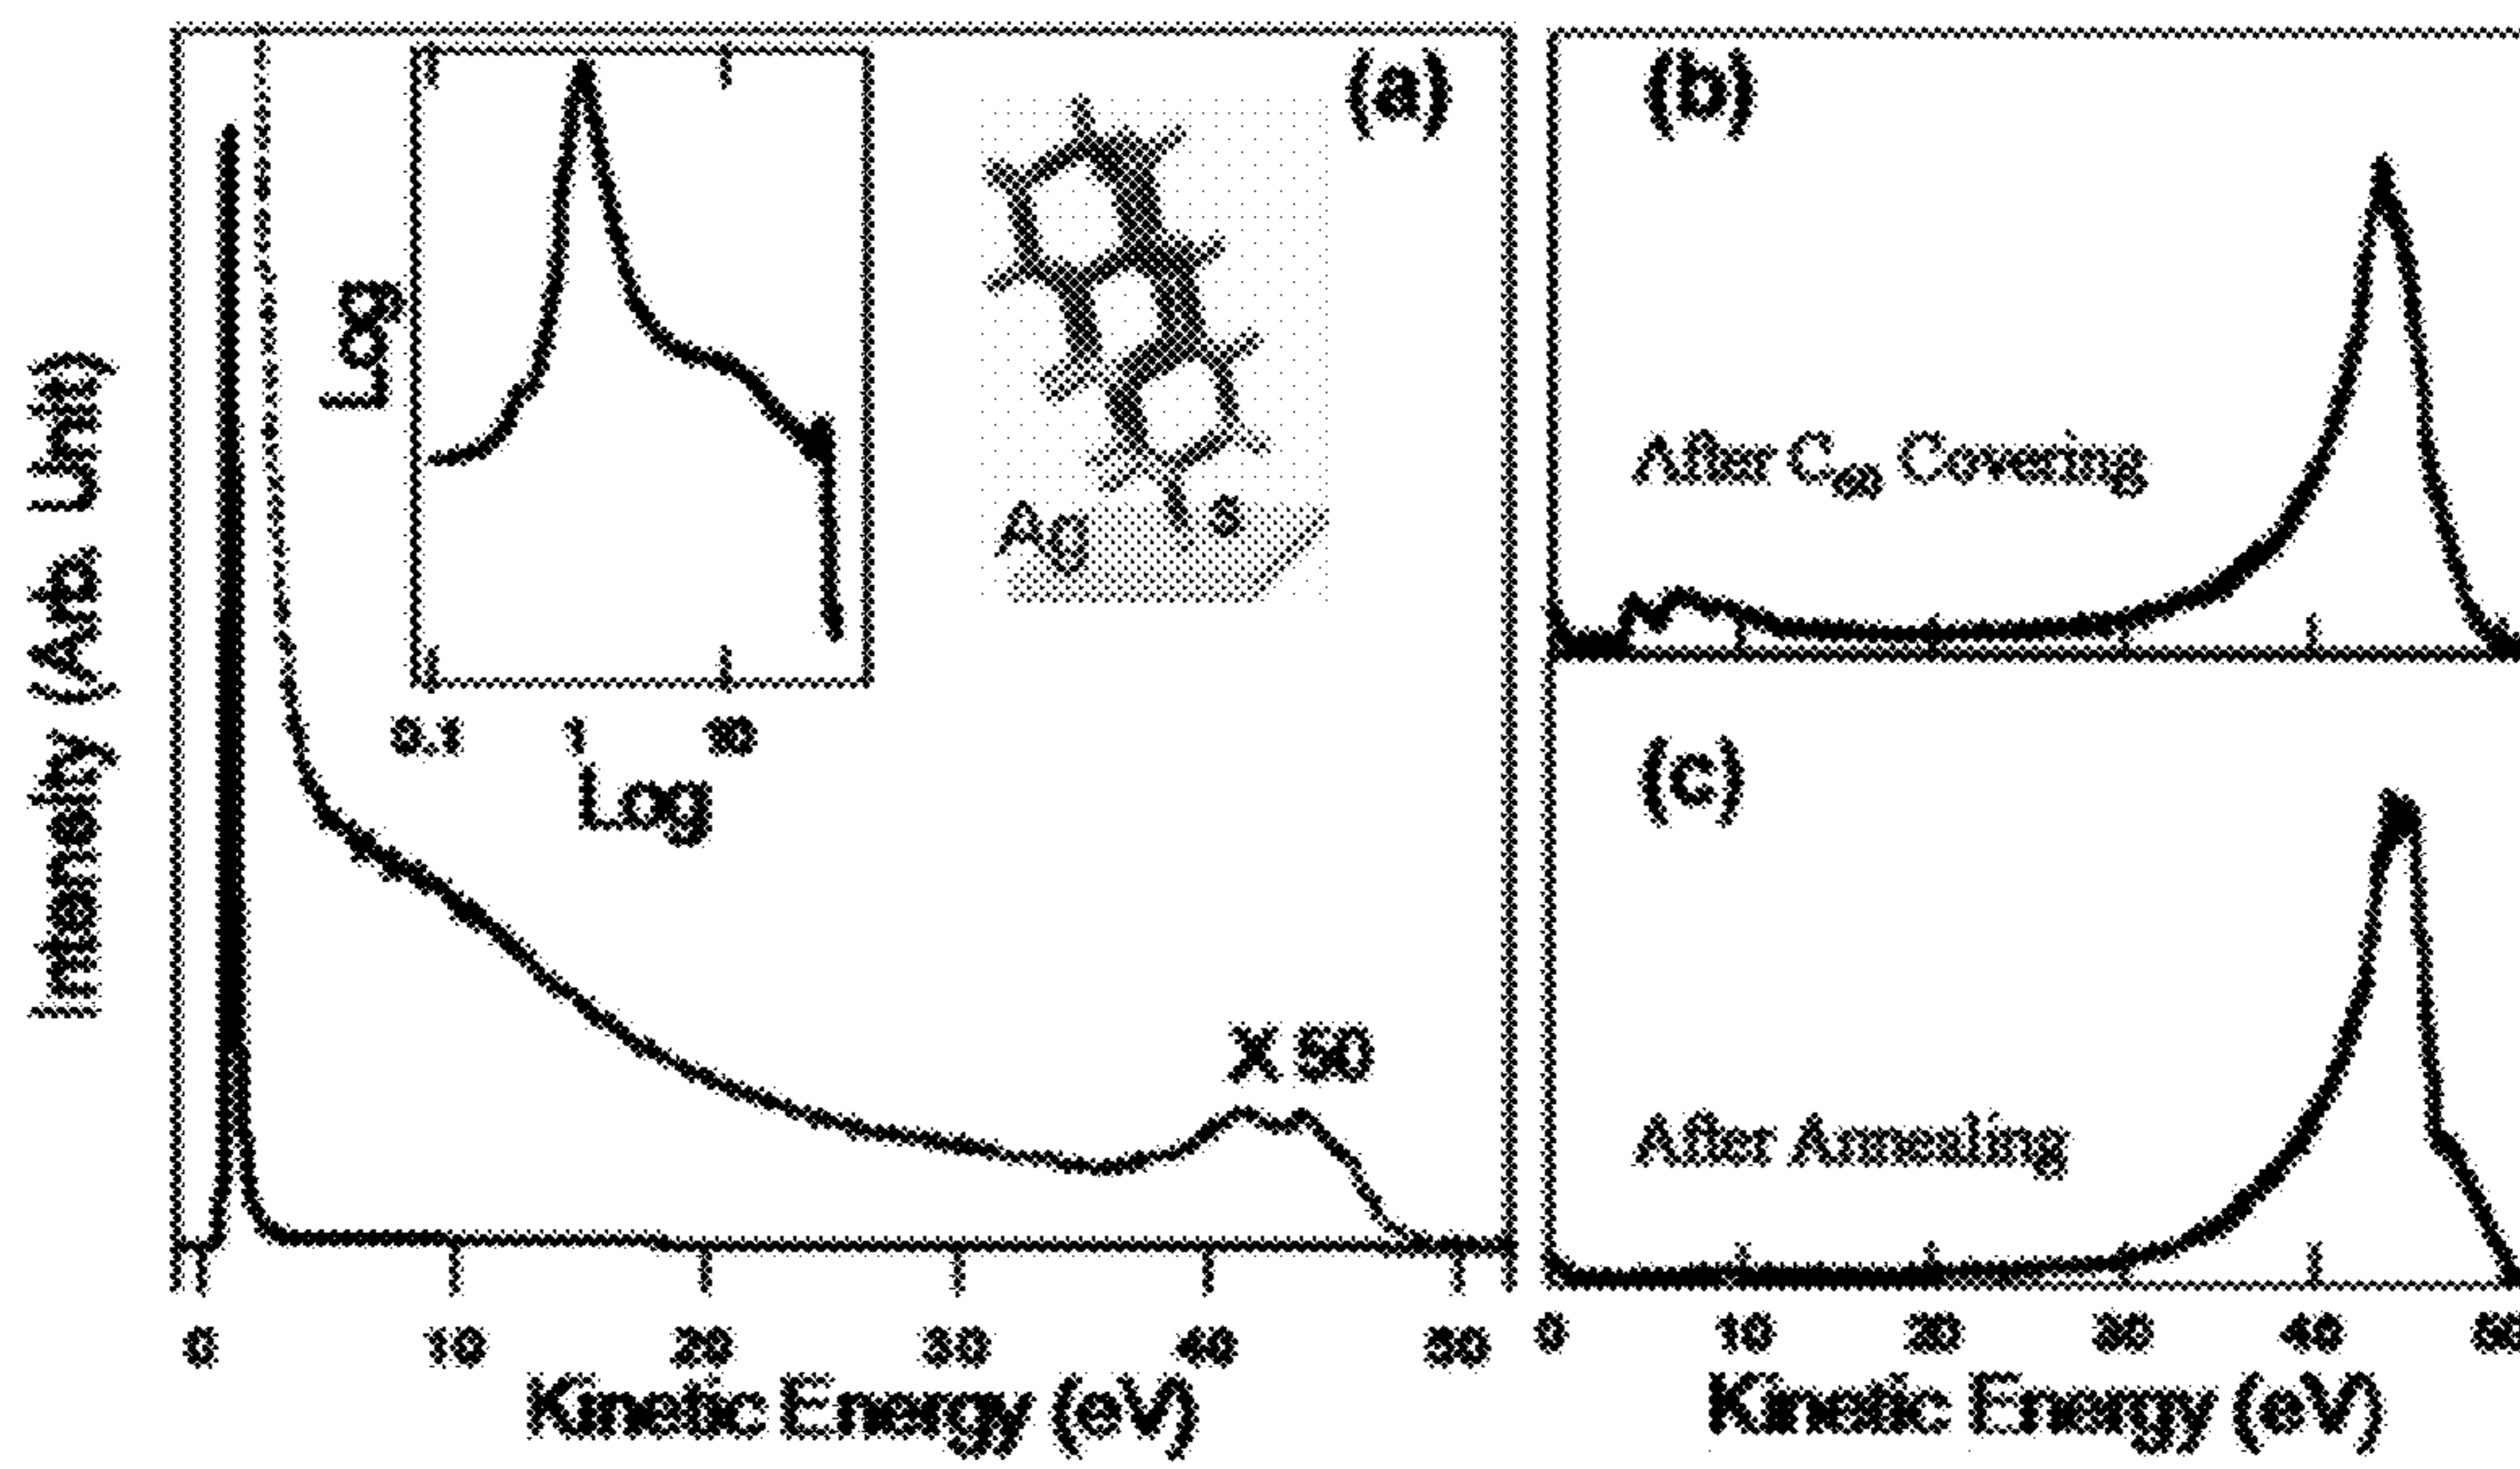 Intensity (Arb. Unit)
(a)
Log
0.1 1 10
Log
Ag S
X 50
0 10 20 30 40 50
Kinetic Energy (eV)
(b)
After C60 Covering
(c)
After Annealing
0 10 20 30 40
Kinetic Energy (eV)